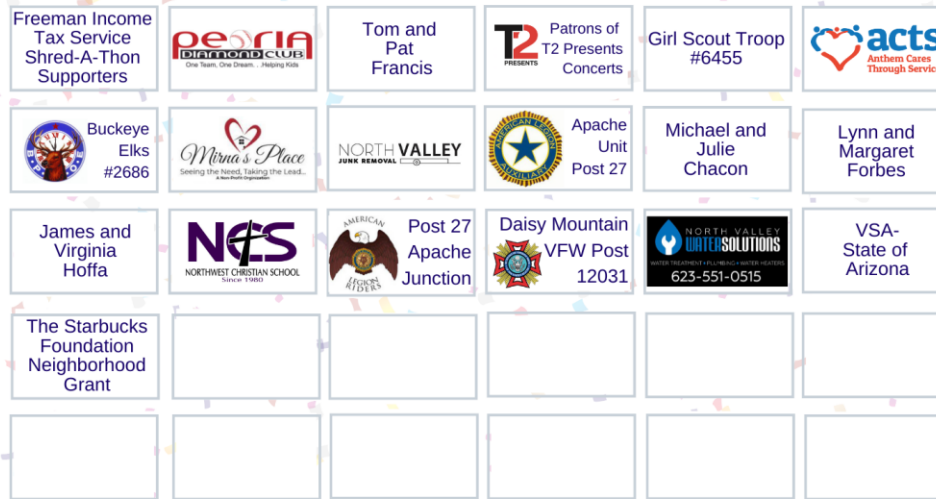 Freeman Income
Tax Service
Shred-A-Thon
Supporters
PEORIA
DIAMOND CLUB
One Team, One Dream. . .Helping Kids
Tom and
Pat
Francis
T2
PRESENTS
Patrons of
T2 Presents
Concerts
Girl Scout Troop
#6455
acts
Anthem Cares
Through Servic
Buckeye
Elks
#2686
Mirna's Place
Seeing the Need, Taking the Lead...
A Non-Profit Organization
NORTH VALLEY
JUNK REMOVAL
AMERICAN LEGION
AUXILIARY
Apache
Unit
Post 27
Michael and
Julie
Chacon
Lynn and
Margaret
Forbes
James and
Virginia
Hoffa
NCS
NORTHWEST CHRISTIAN SCHOOL
Since 1980
AMERICAN
LEGION
RIDERS
Post 27
Apache
Junction
Daisy Mountain
VFW Post
12031
NORTH VALLEY
WATERSOLUTIONS
WATER TREATMENT • PLUMBING • WATER HEATERS
623-551-0515
VSA-
State of
Arizona
The Starbucks
Foundation
Neighborhood
Grant